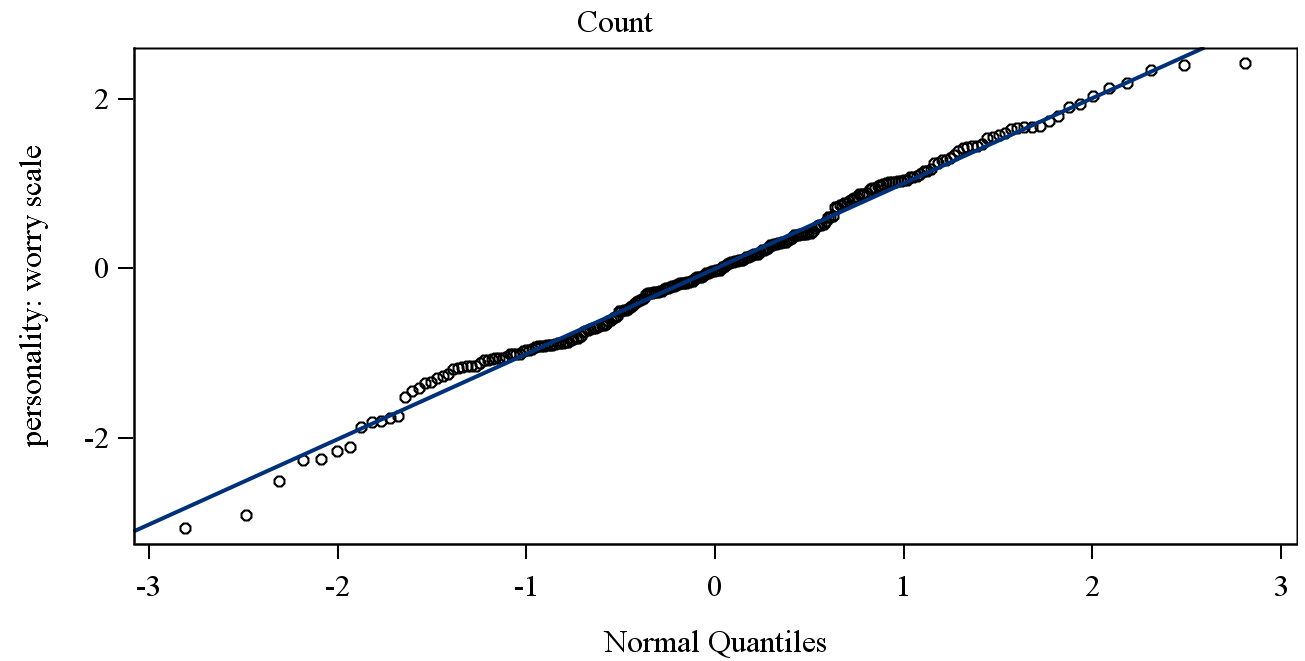 Count
personality: worry scale
2
0
-2
-3 -2 -1 0 1 2 3
Normal Quantiles